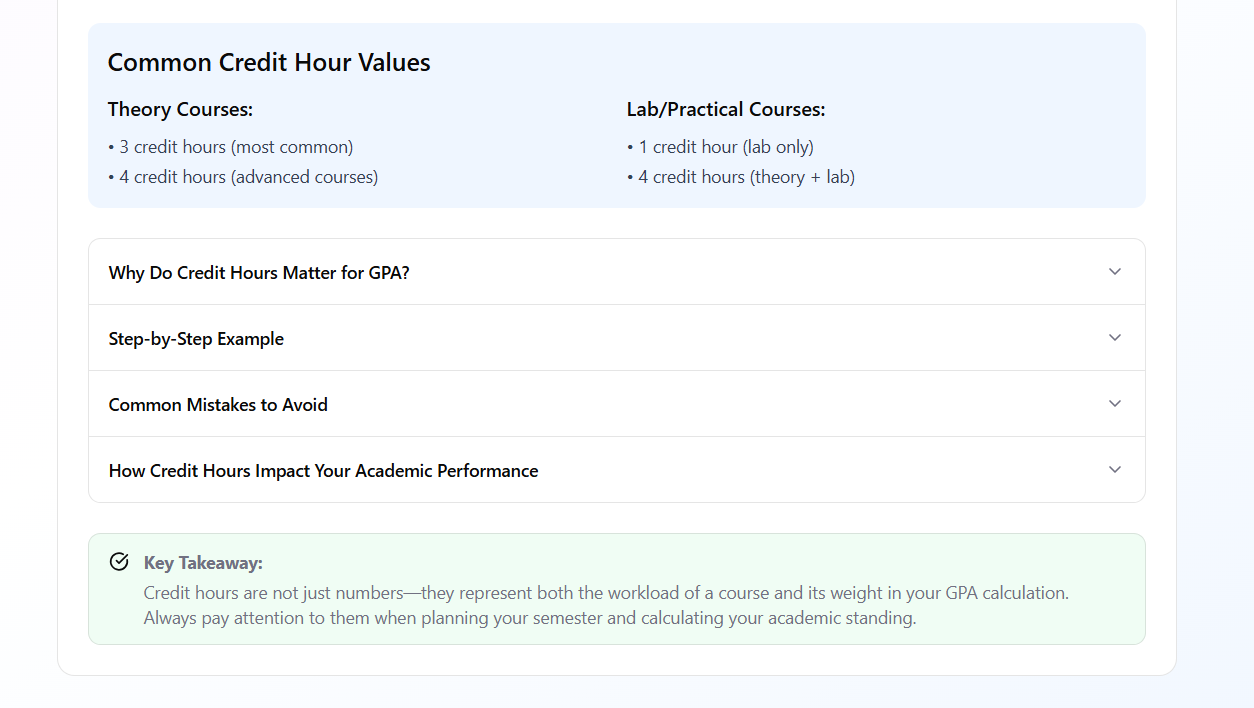 Common Credit Hour Values
Theory Courses:
• 3 credit hours (most common)
• 4 credit hours (advanced courses)
Lab/Practical Courses:
• 1 credit hour (lab only)
• 4 credit hours (theory + lab)
Why Do Credit Hours Matter for GPA?
Step-by-Step Example
Common Mistakes to Avoid
How Credit Hours Impact Your Academic Performance
Key Takeaway:
Credit hours are not just numbers—they represent both the workload of a course and its weight in your GPA calculation.
Always pay attention to them when planning your semester and calculating your academic standing.